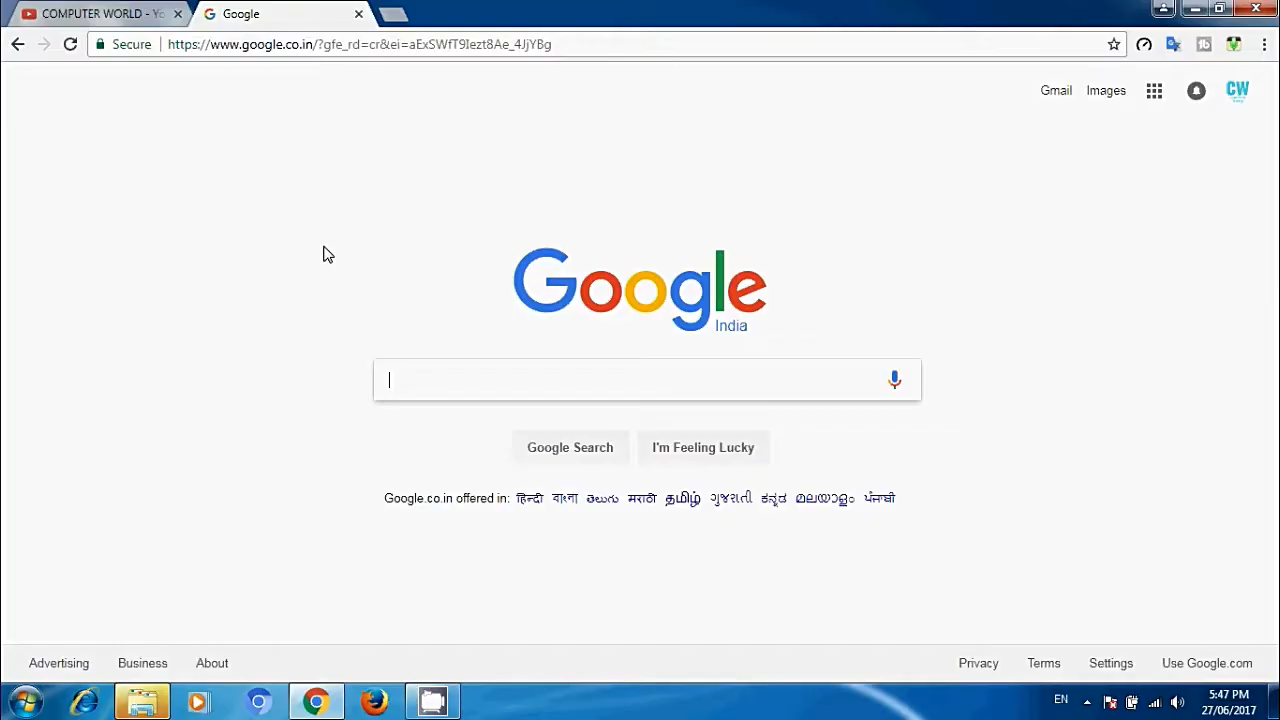 COMPUTER WORLD - Yo
Google
Secure
https://www.google.co.in/?gfe_rd=cr&ei=aExSWfT9Iezt8Ae_4JjYBg
Gmail Images
CW
Google
India
Google Search I'm Feeling Lucky
Google.co.in offered in: हिन्दी বাংলা తెలుగు मराठी தமிழ் ગુજરાતી ಕನ್ನಡ മലയാളം ਪੰਜਾਬੀ
Advertising Business About Privacy Terms Settings Use Google.com
EN
5:47 PM
27/06/2017